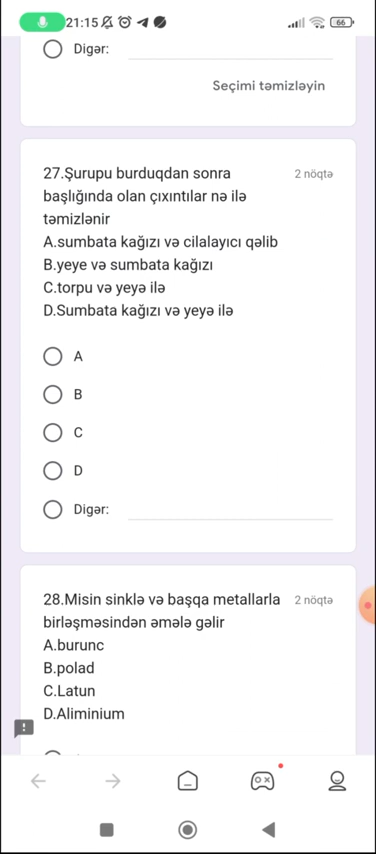 21:15
66
Digər:
Seçimi təmizləyin
27.Şurupu burduqdan sonra
2 nöqtə
başlığında olan çıxıntılar nə ilə
təmizlənir
A.sumbata kağızı və cilalayıcı qəlib
B.yeye və sumbata kağızı
C.torpu və yeyə ilə
D.Sumbata kağızı və yeyə ilə
A
B
C
D
Digər:
28.Misin sinklə və başqa metallarla
2 nöqtə
birləşməsindən əmələ gəlir
A.burunc
B.polad
C.Latun
D.Aliminium